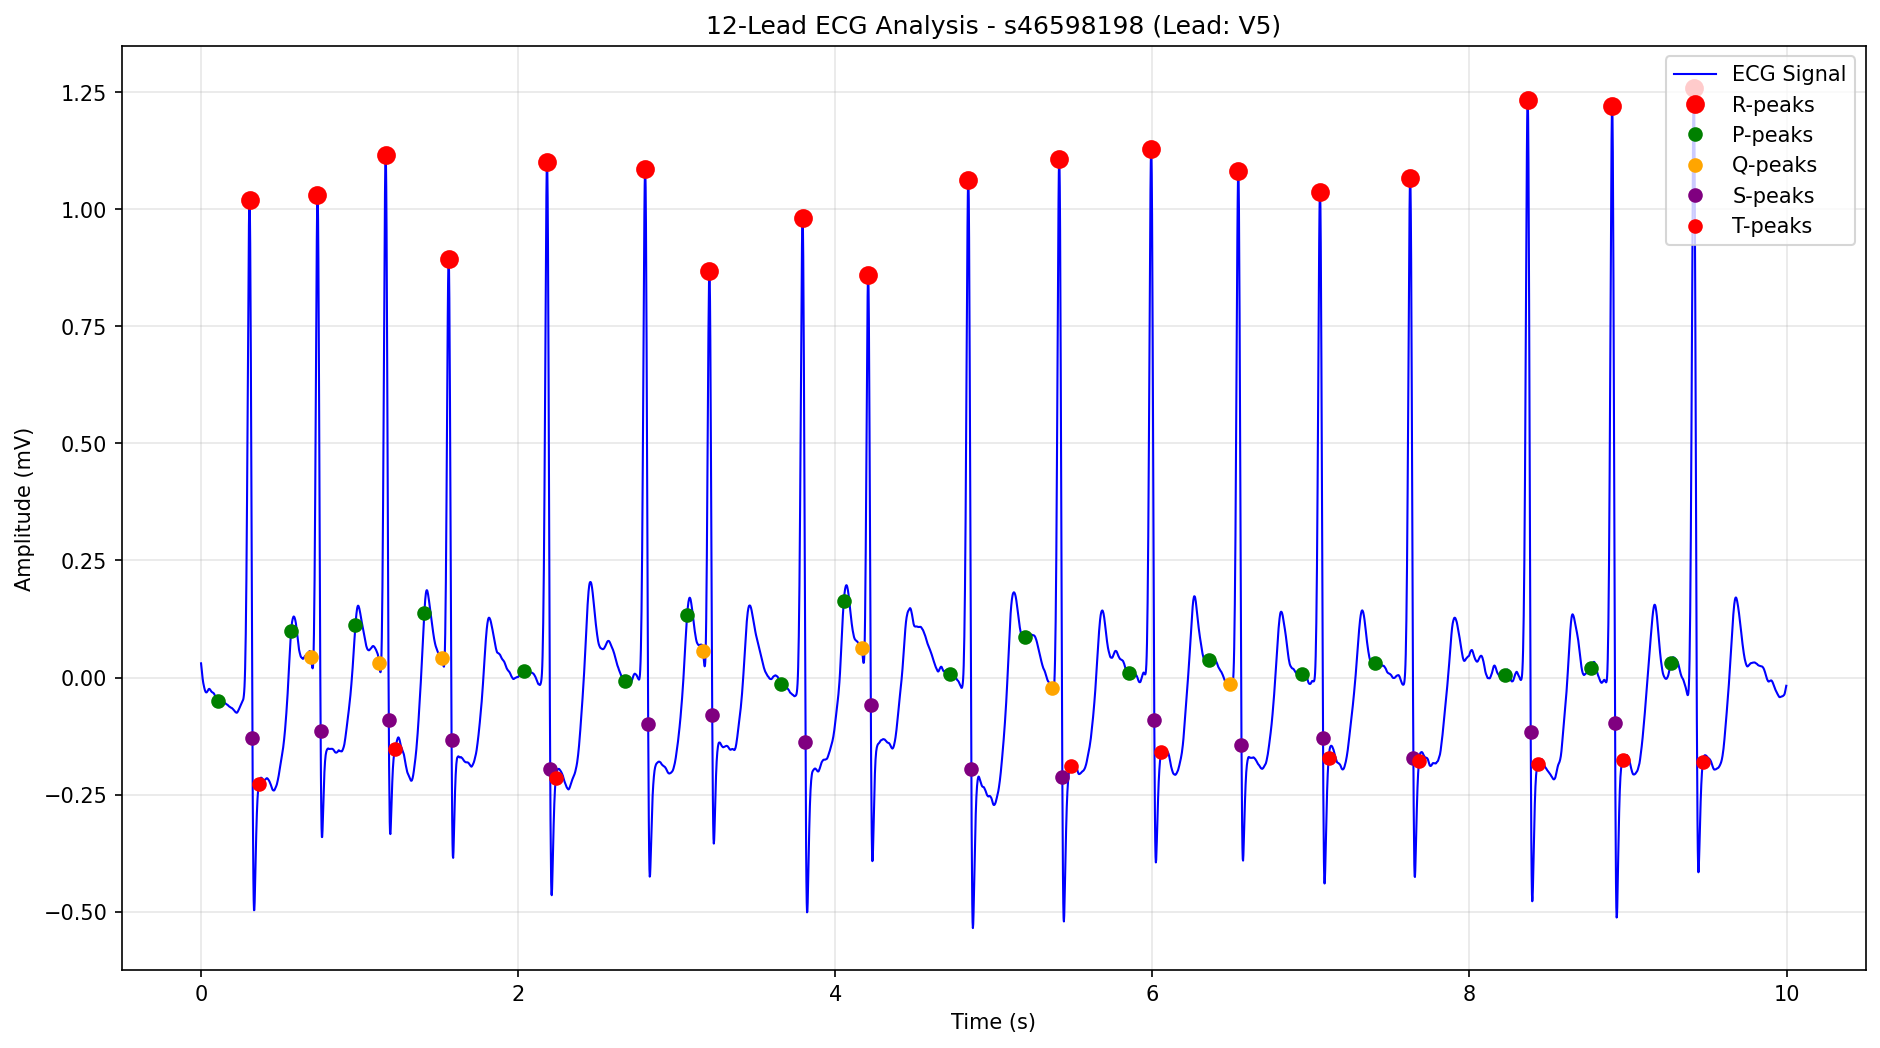 12-Lead ECG Analysis - s46598198 (Lead: V5)
ECG Signal
R-peaks
P-peaks
Q-peaks
S-peaks
T-peaks
Amplitude (mV)
1.25
1.00
0.75
0.50
0.25
0.00
−0.25
−0.50
0 2 4 6 8 10
Time (s)